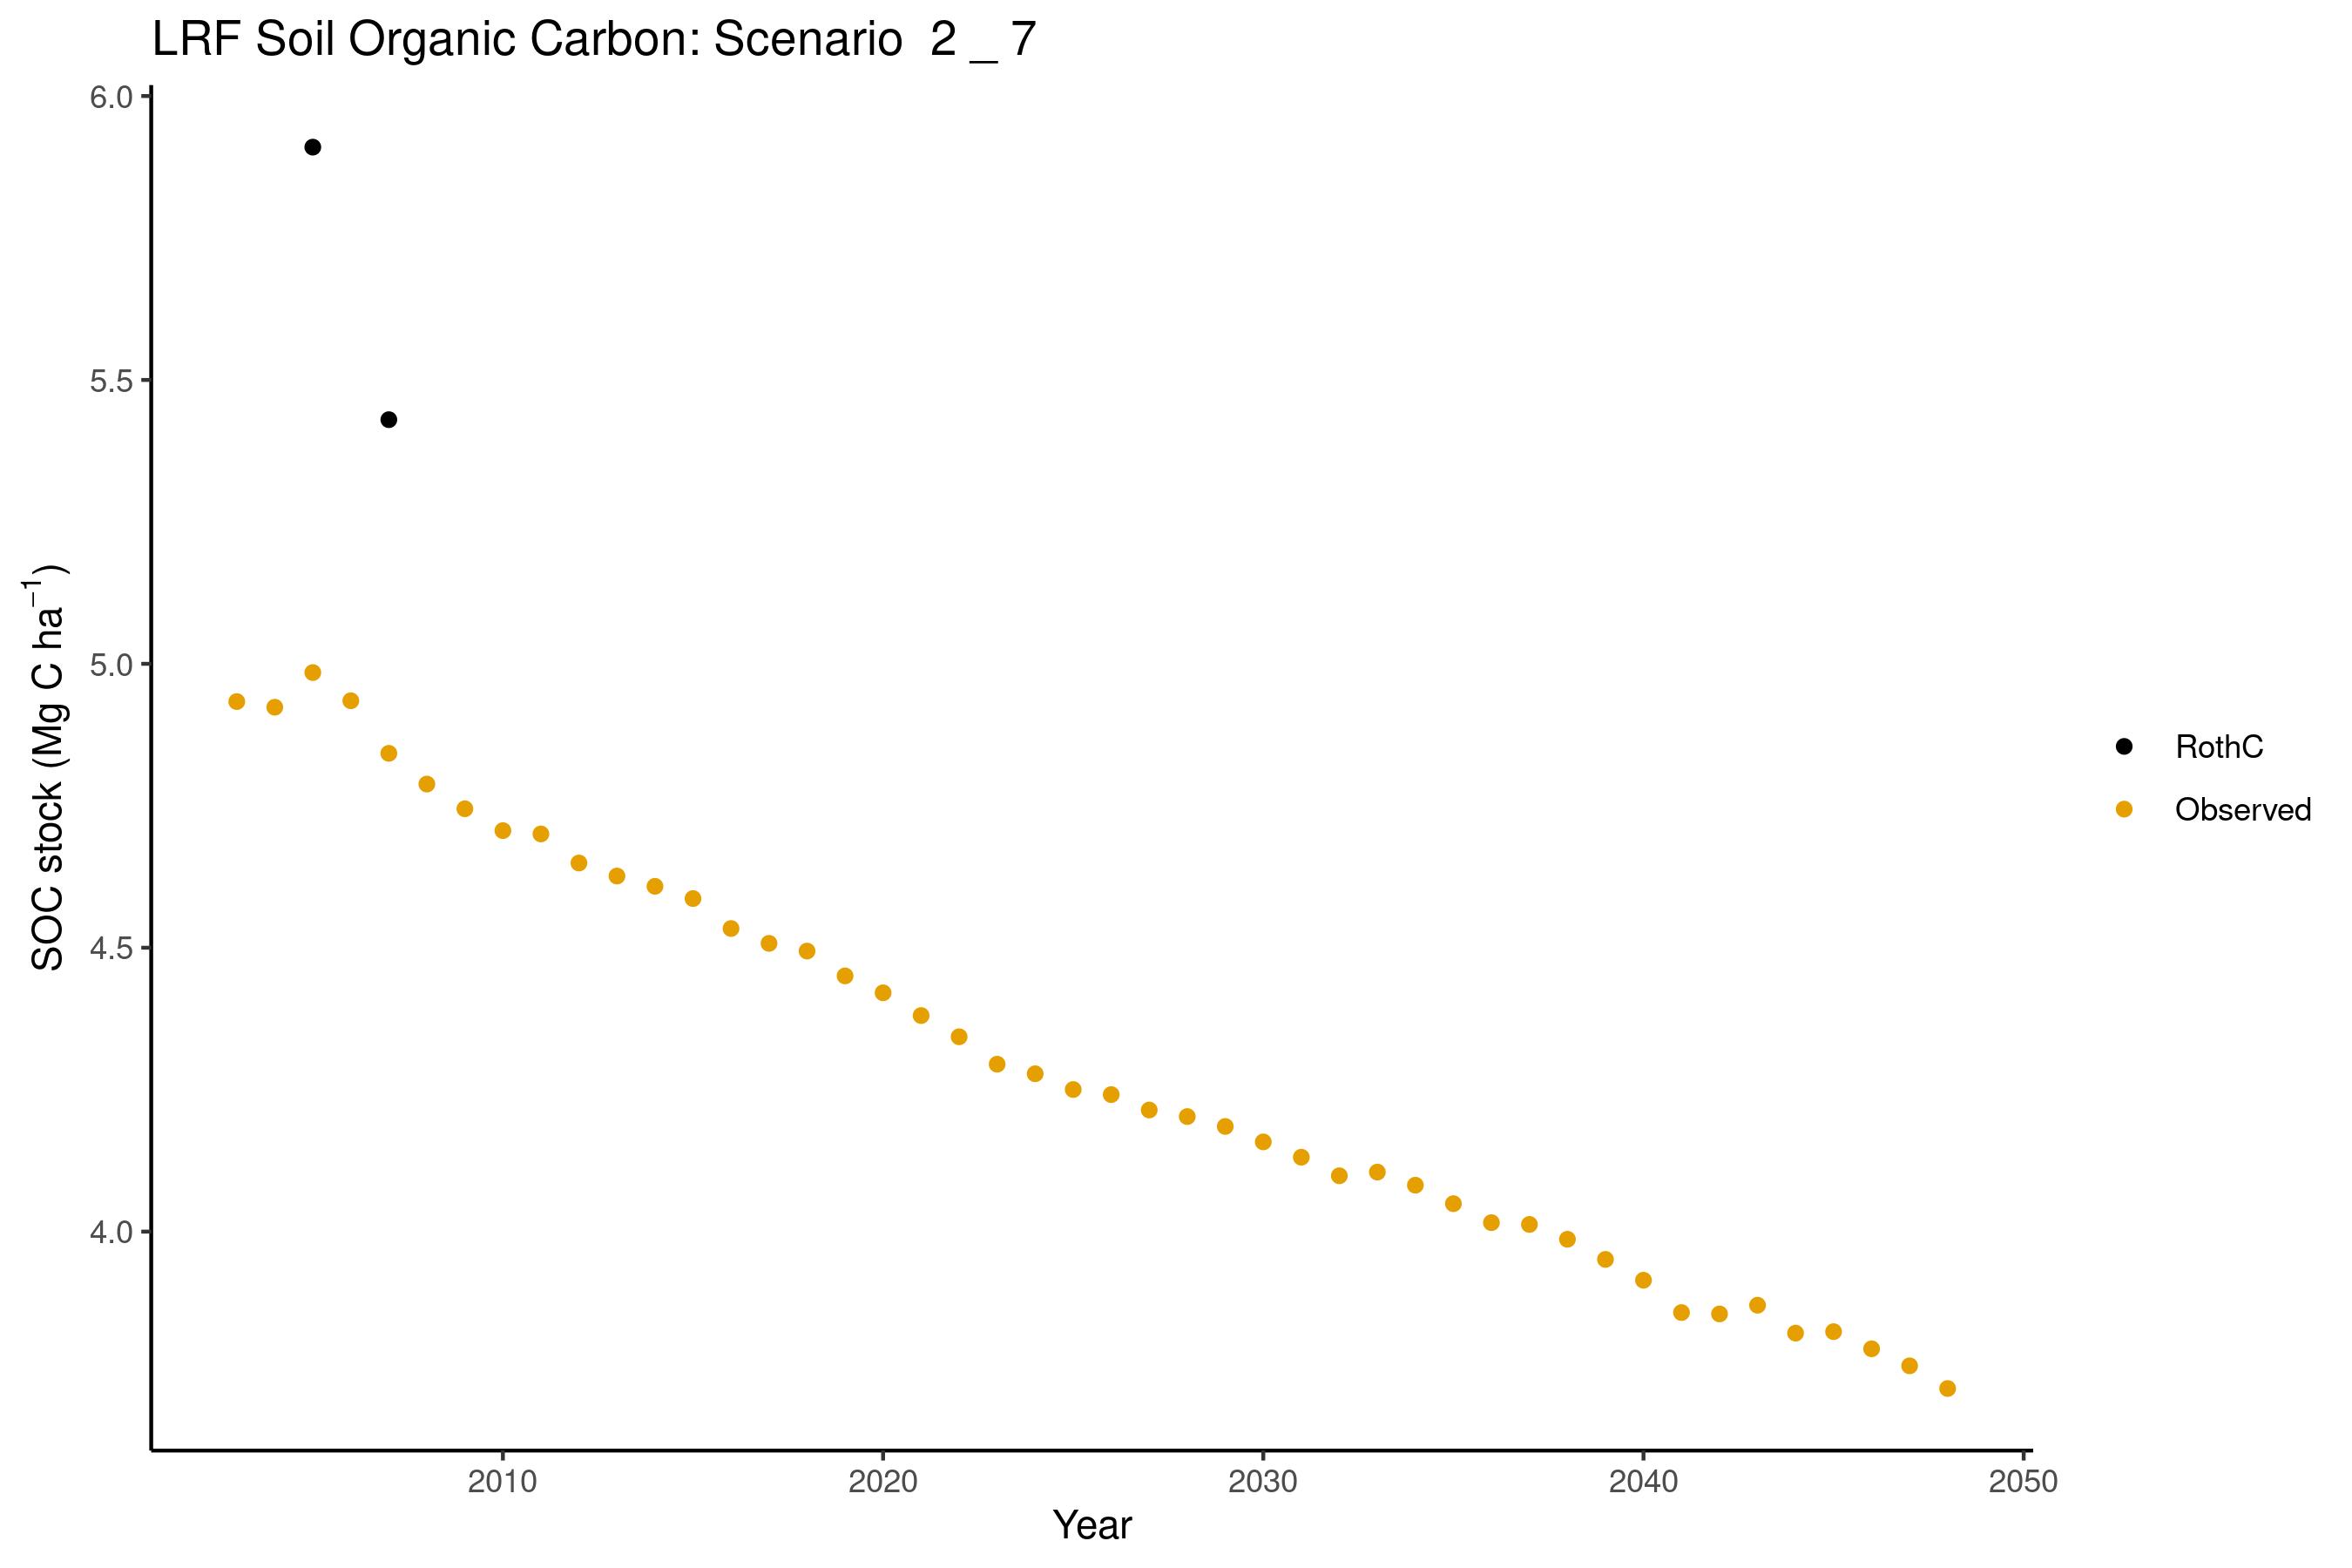 LRF Soil Organic Carbon: Scenario  2 _ 7
6.0
5.5
5.0
4.5
4.0
SOC stock (Mg C ha⁻¹)
2010
2020
2030
2040
2050
Year
RothC
Observed